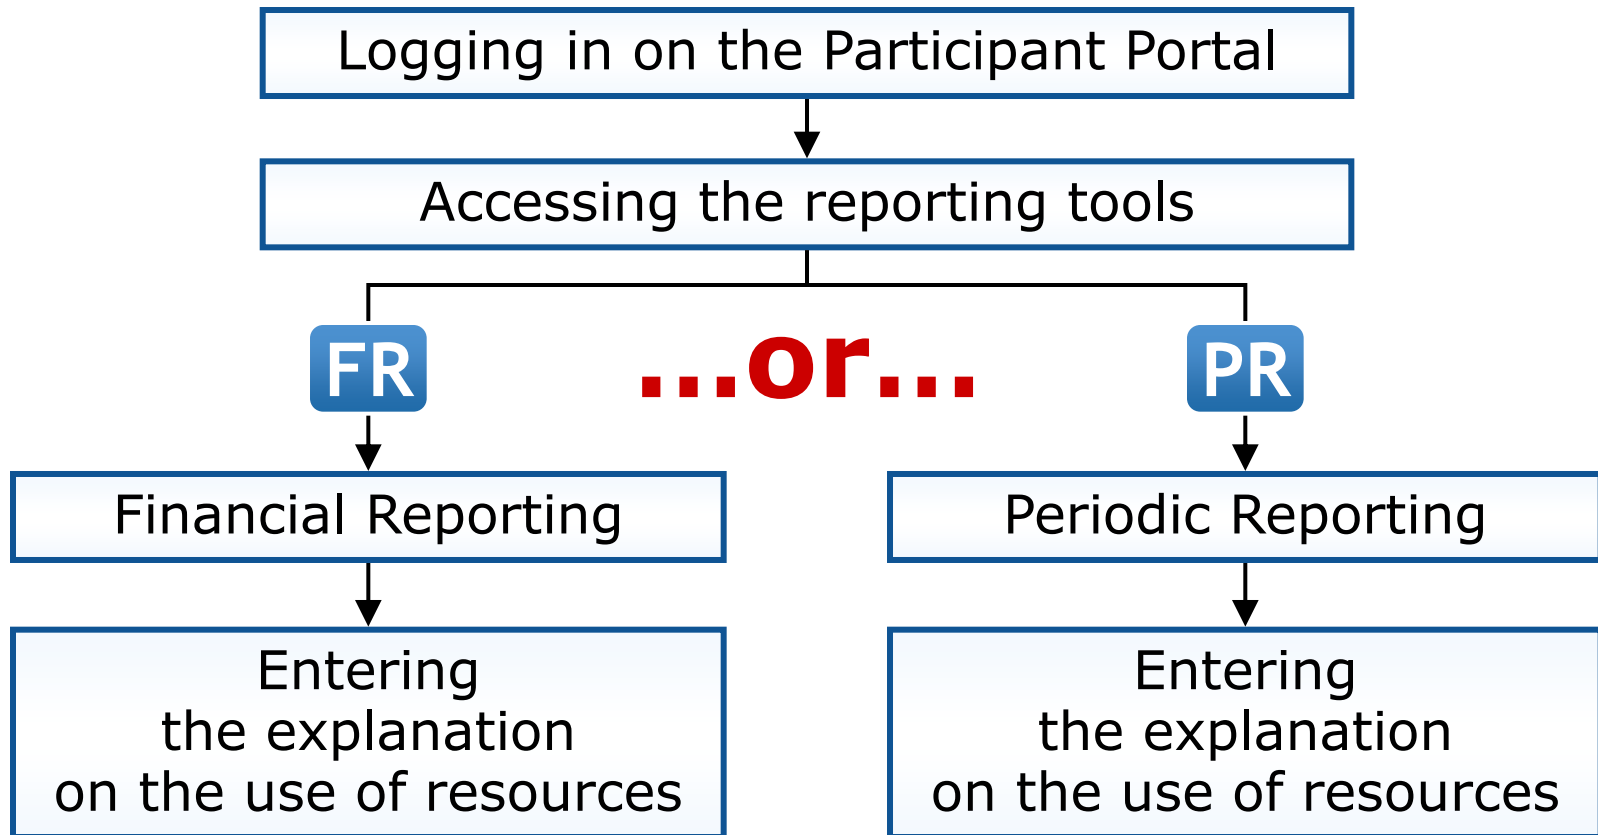 Logging in on the Participant Portal
Accessing the reporting tools
FR
...or...
PR
Financial Reporting
Periodic Reporting
Entering
the explanation
on the use of resources
Entering
the explanation
on the use of resources